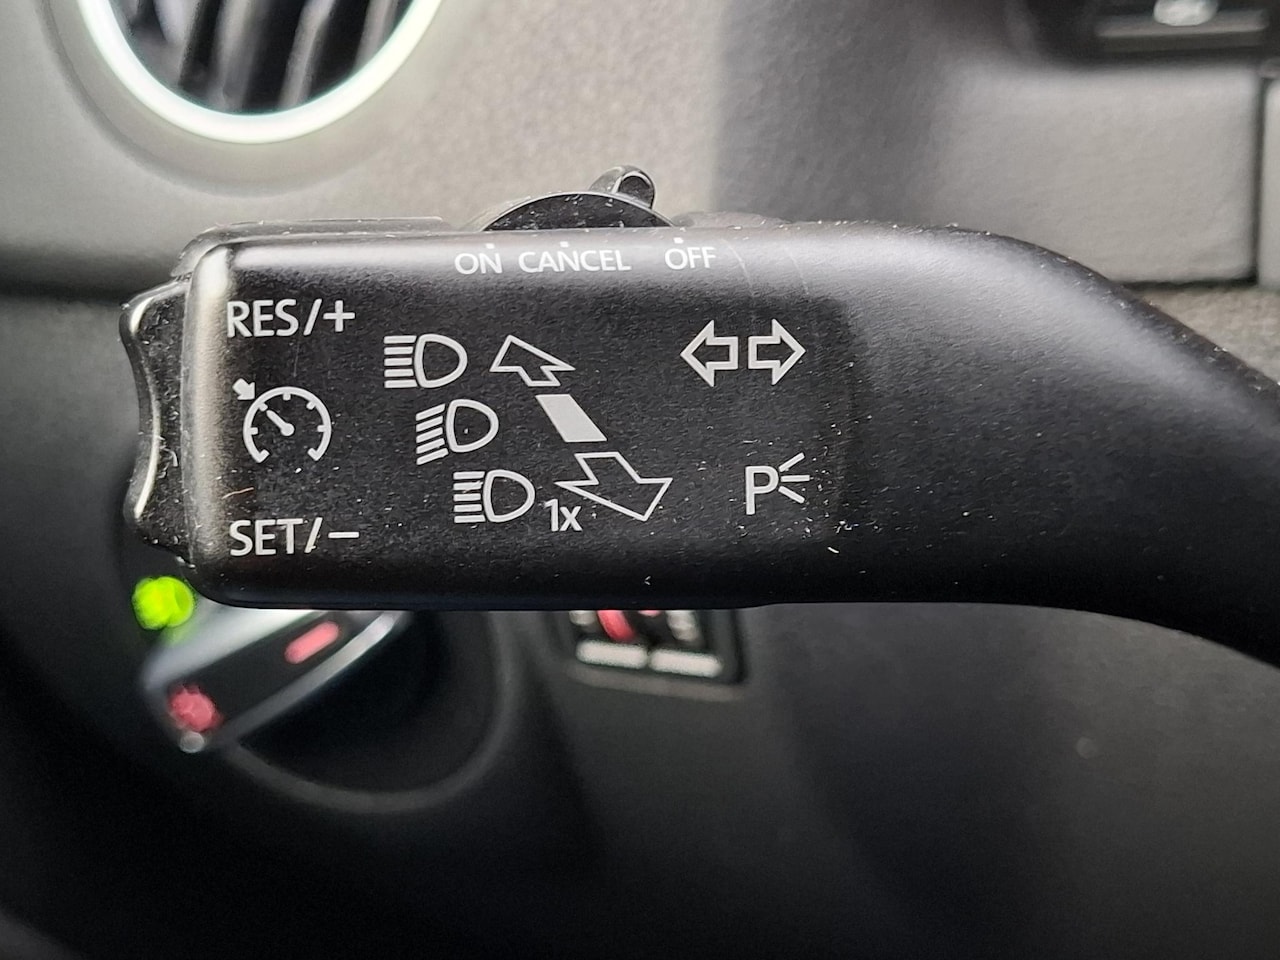 ON CANCEL OFF
RES/+
1x
P
SET/-